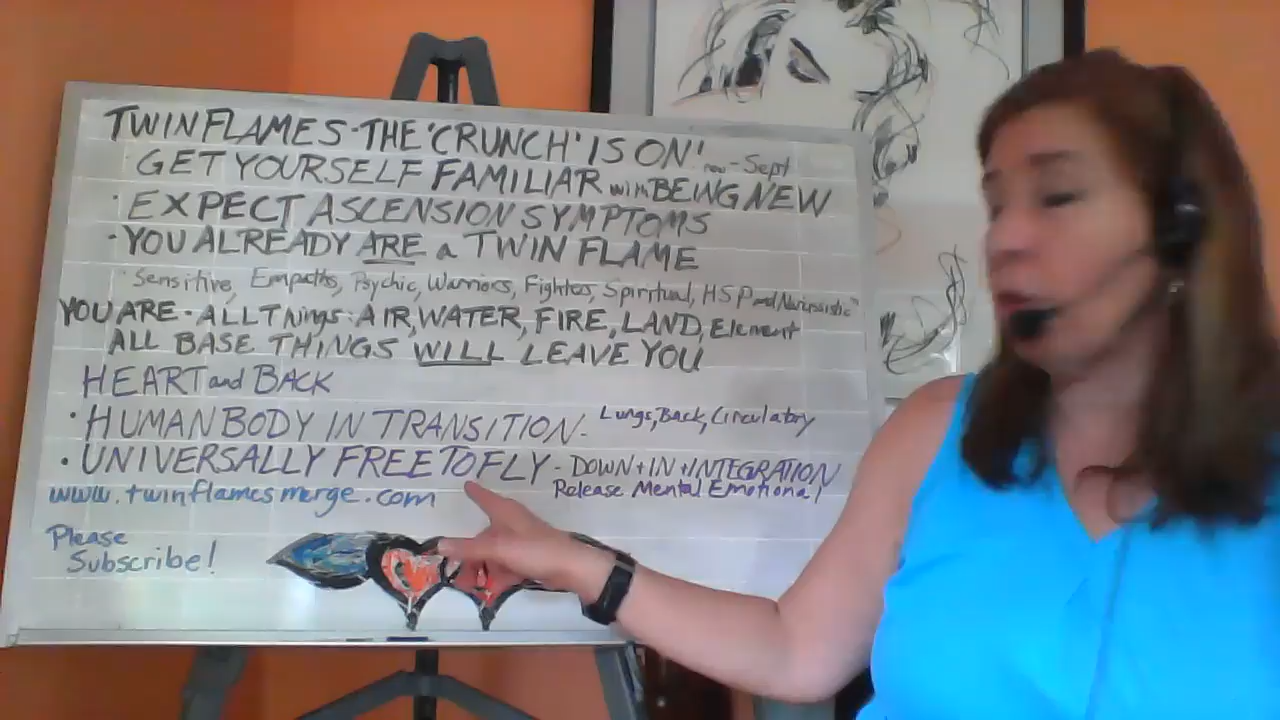 TWIN FLAMES - THE 'CRUNCH' IS ON! now - Sept
GET YOURSELF FAMILIAR with BEING NEW
· EXPECT ASCENSION SYMPTOMS
· YOU ALREADY ARE a TWIN FLAME
"Sensitive, Empaths, Psychic, Warriors, Fighters, Spiritual, HSP and Narcissistic"
YOU ARE - ALL Things: AIR, WATER, FIRE, LAND, Element
ALL BASE THINGS WILL LEAVE YOU
HEART and BACK
· HUMAN BODY IN TRANSITION - Lungs, Back, Circulatory
· UNIVERSALLY FREE TO FLY - DOWN + IN + INTEGRATION
Release Mental Emotional
www.twinflamesmerge.com
Please
Subscribe!